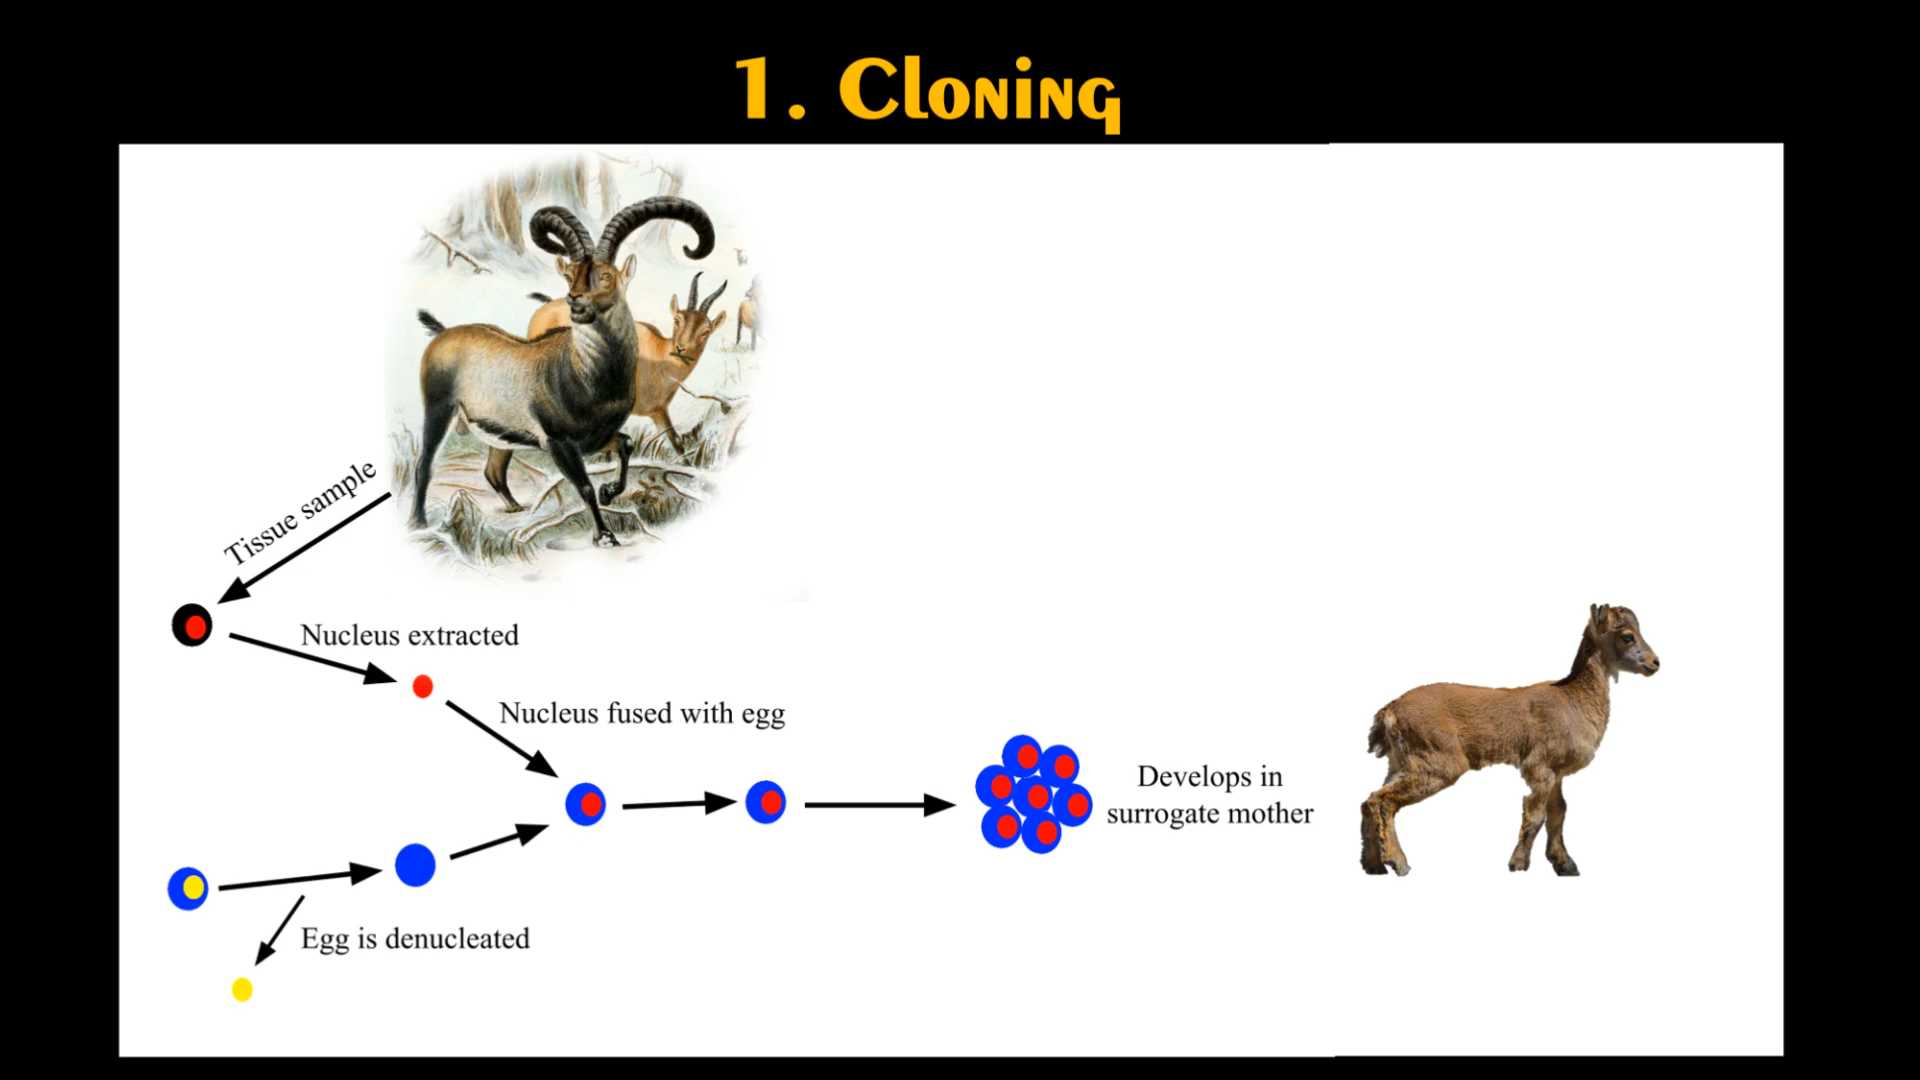 1. Cloning
Tissue sample
Nucleus extracted
Nucleus fused with egg
Develops in
surrogate mother
Egg is denucleated